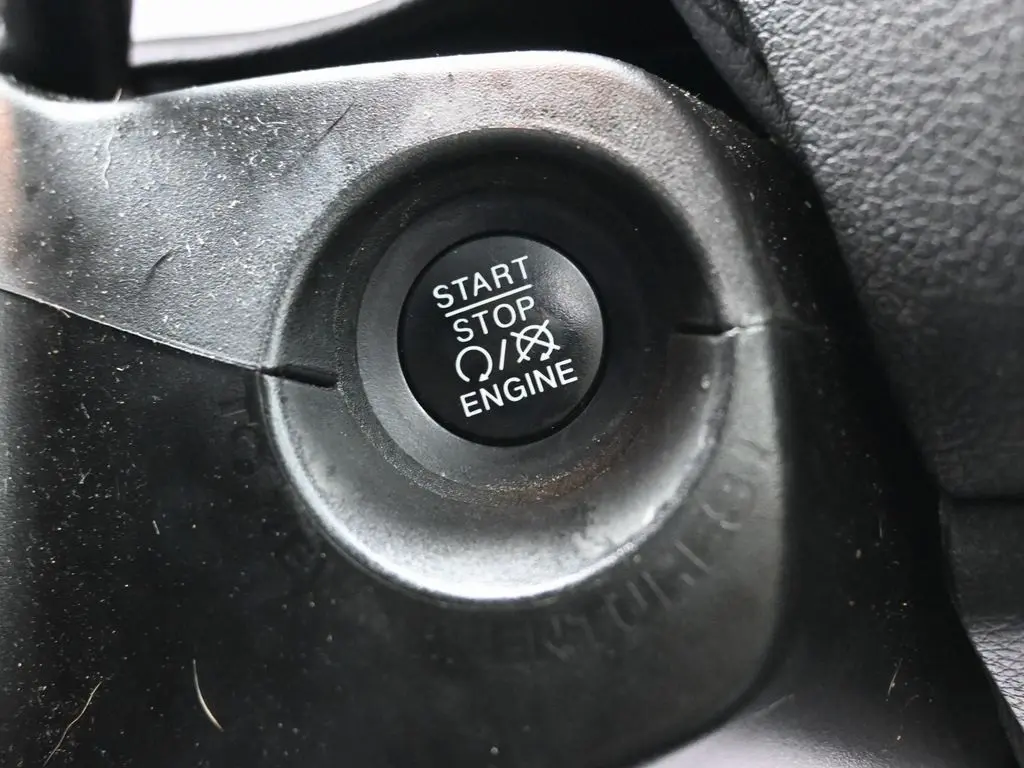 START
STOP
/
ENGINE